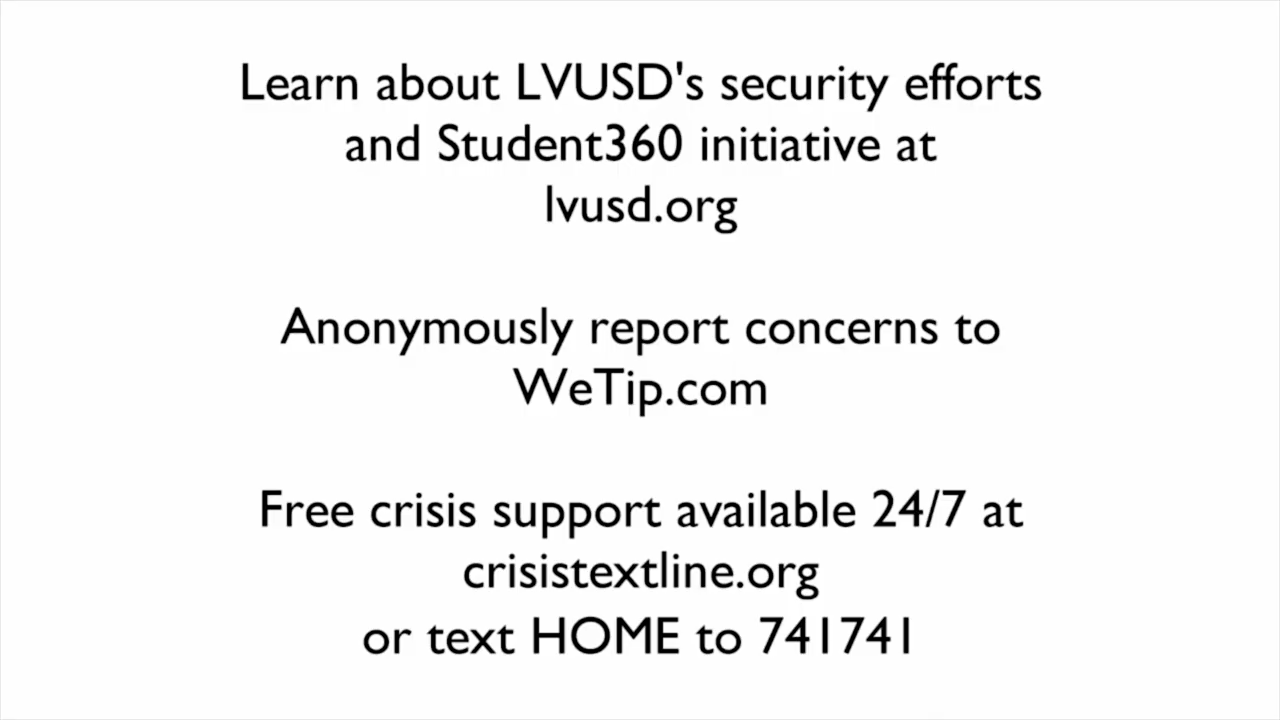 Learn about LVUSD's security efforts
and Student360 initiative at
lvusd.org
Anonymously report concerns to
WeTip.com
Free crisis support available 24/7 at
crisistextline.org
or text HOME to 741741